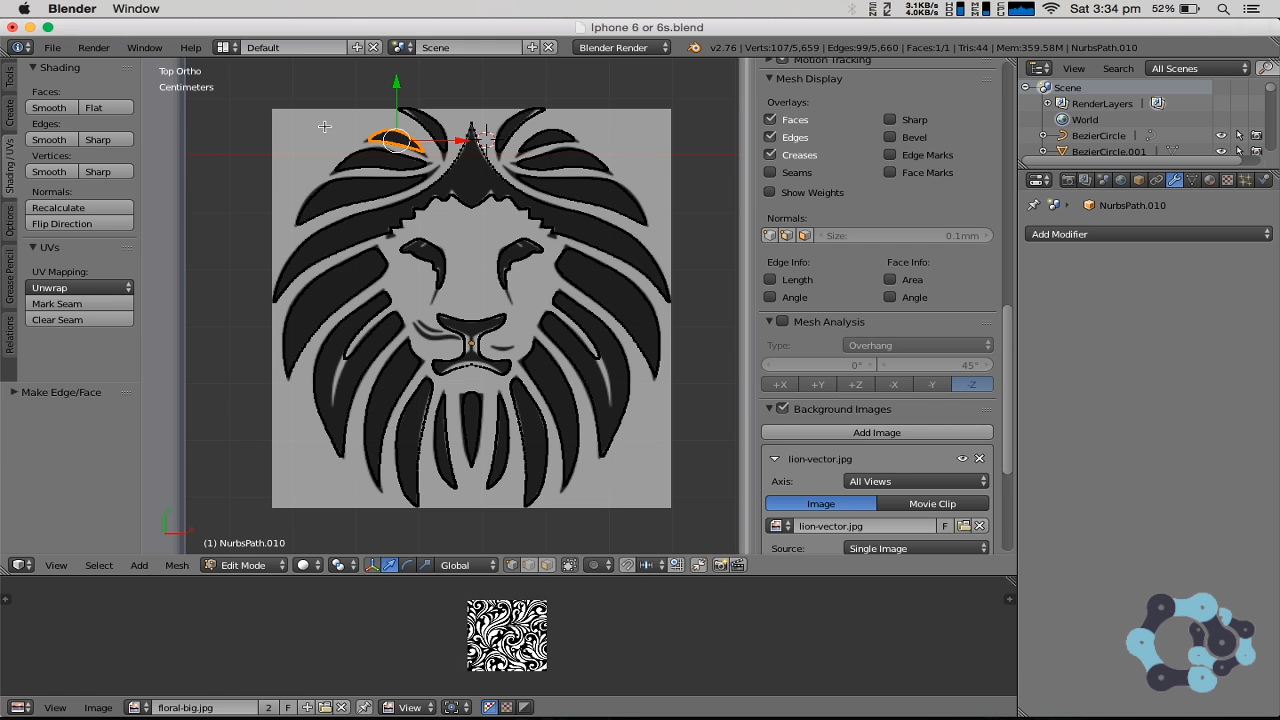 Blender Window
3.1KB/s
4.0KB/s
Sat 3:34 pm 52%
Iphone 6 or 6s.blend
File Render Window Help Default Scene Blender Render v2.76 | Verts:107/5,659 | Edges:99/5,660 | Faces:1/1 | Tris:44 | Mem:359.58M | NurbsPath.010
Tools
Create
Shading / UVs
Options
Grease Pencil
Relations
Shading
Faces:
Smooth Flat
Edges:
Smooth Sharp
Vertices:
Smooth Sharp
Normals:
Recalculate
Flip Direction
UVs
UV Mapping:
Unwrap
Mark Seam
Clear Seam
Make Edge/Face
Top Ortho
Centimeters
(1) NurbsPath.010
Motion Tracking
Mesh Display
Overlays:
Faces Sharp
Edges Bevel
Creases Edge Marks
Seams Face Marks
Show Weights
Normals:
Size: 0.1mm
Edge Info: Face Info:
Length Area
Angle Angle
Mesh Analysis
Type: Overhang
0° 45°
+X +Y +Z -X -Y -Z
Background Images
Add Image
lion-vector.jpg
Axis: All Views
Image Movie Clip
lion-vector.jpg F
Source: Single Image
View Search All Scenes
Scene
RenderLayers
World
BezierCircle
BezierCircle.001
NurbsPath.010
Add Modifier
View Select Add Mesh Edit Mode Global
View Image floral-big.jpg 2 F View